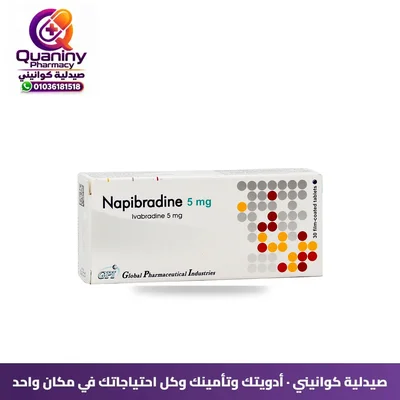 Quaniny
Pharmacy
صيدلية كوانيني
01036181518
Napibradine 5 mg
Ivabradine 5 mg
30 film-coated tablets
GPI
Global Pharmaceutical Industries
صيدلية كوانيني - أدويتك وتأمينك وكل احتياجاتك في مكان واحد